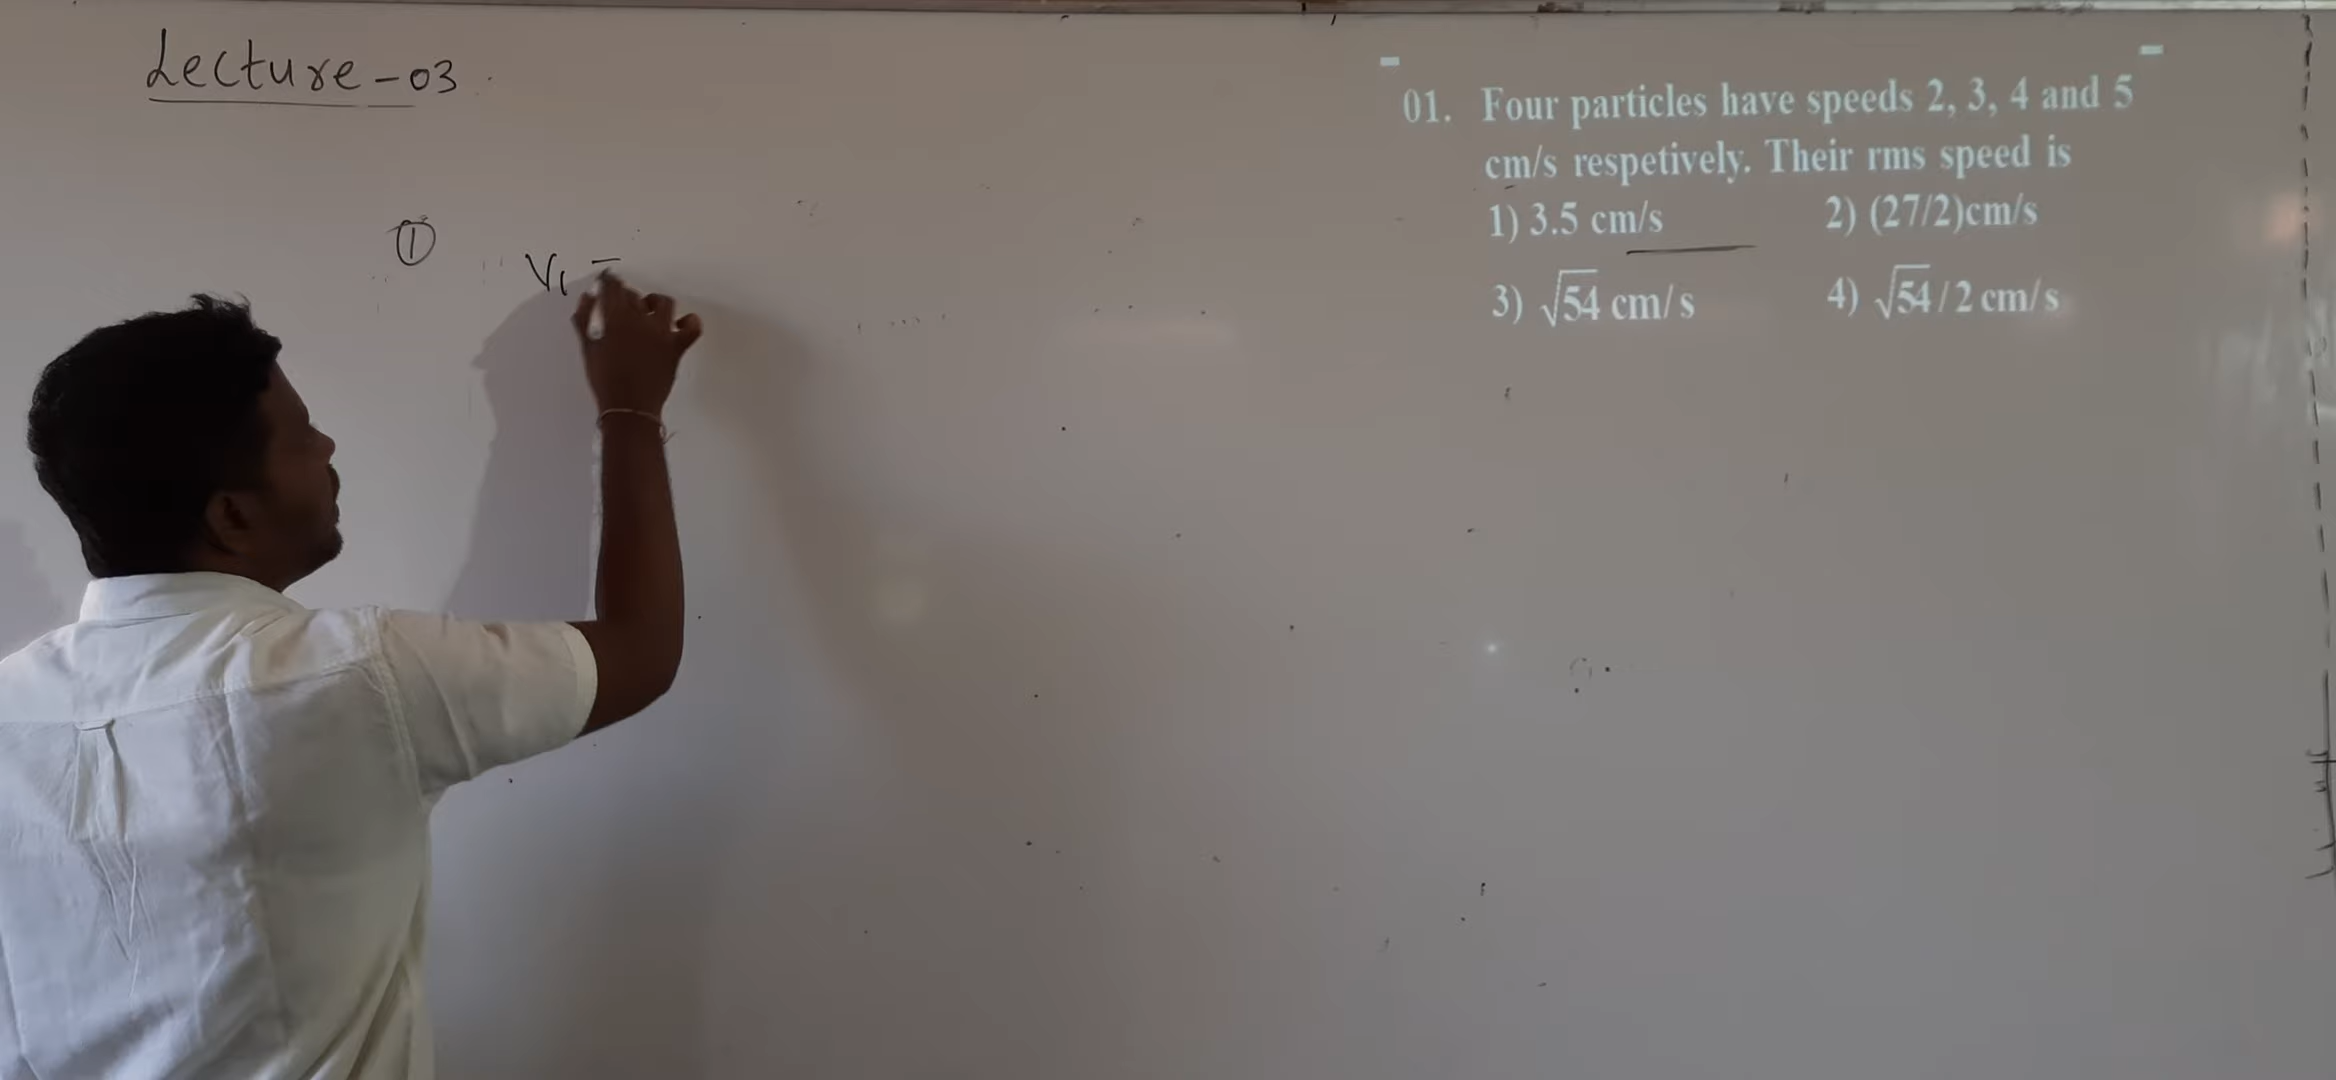 Lecture - 03
① V₁ =
01. Four particles have speeds 2, 3, 4 and 5
cm/s respetively. Their rms speed is
1) 3.5 cm/s 2) (27/2)cm/s
3) √54 cm/s 4) √54/2 cm/s